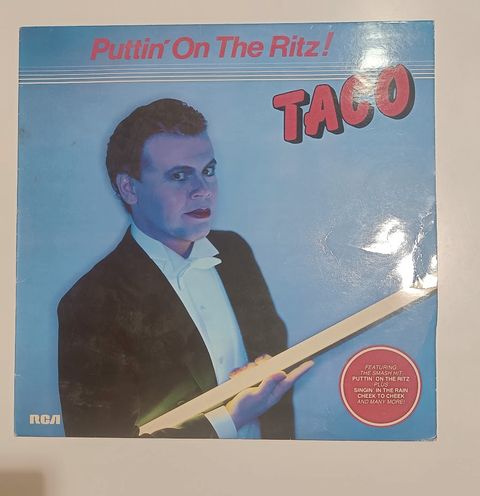 Puttin' On The Ritz!
TACO
FEATURING
THE SMASH HIT
PUTTIN' ON THE RITZ
PLUS
SINGIN' IN THE RAIN
CHEEK TO CHEEK
AND MANY MORE!
RCA